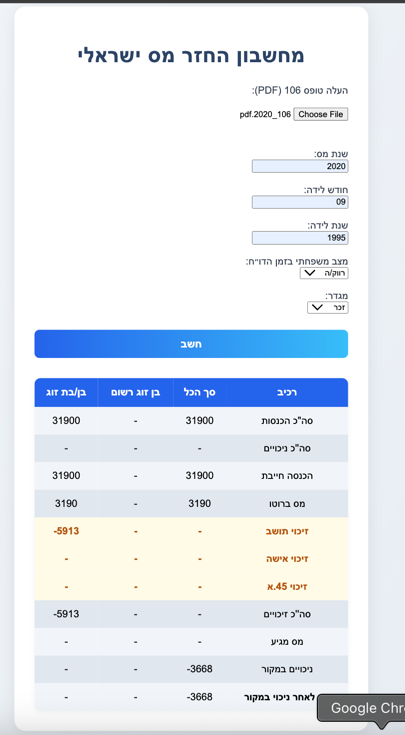 מחשבון החזר מס ישראלי
העלה טופס 106 (PDF):
Choose File 106_2020.pdf
שנת מס:
2020
חודש לידה:
09
שנת לידה:
1995
מצב משפחתי בזמן הדו״ח:
רווק/ה
מגדר:
זכר
חשב
רכיב סך הכל בן זוג רשום בן/בת זוג
סה"כ הכנסות 31900 - 31900
סה"כ ניכויים - - -
הכנסה חייבת 31900 - 31900
מס ברוטו 3190 - 3190
זיכוי תושב - - -5913
זיכוי אישה - - -
זיכוי 45.א - - -
סה"כ זיכויים - - -5913
מס מגיע - - -
ניכויים במקור -3668 - -
לאחר ניכוי במקור -3668 - -
Google Chr